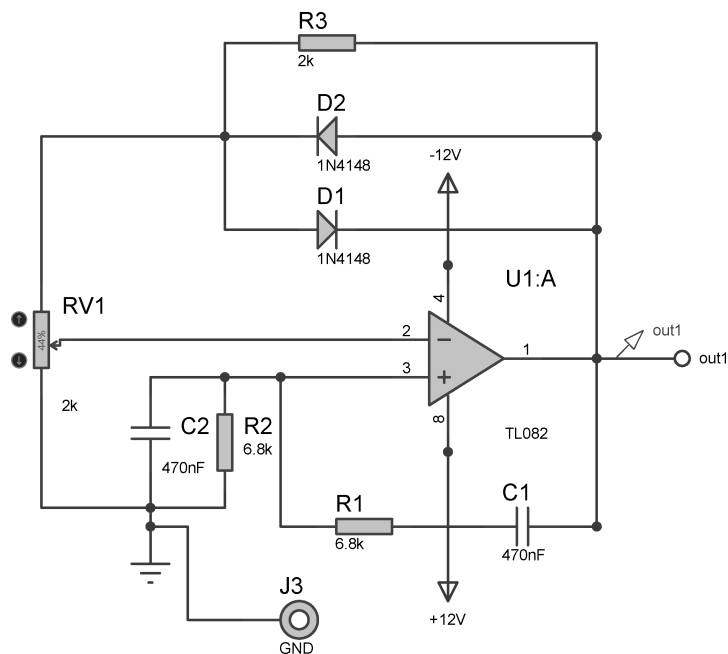 R3
2k
D2
1N4148
-12V
D1
1N4148
U1:A
4
RV1
44%
2
3
1
out1
out1
2k
C2
470nF
R2
6.8k
8
TL082
R1
6.8k
C1
470nF
+12V
J3
GND